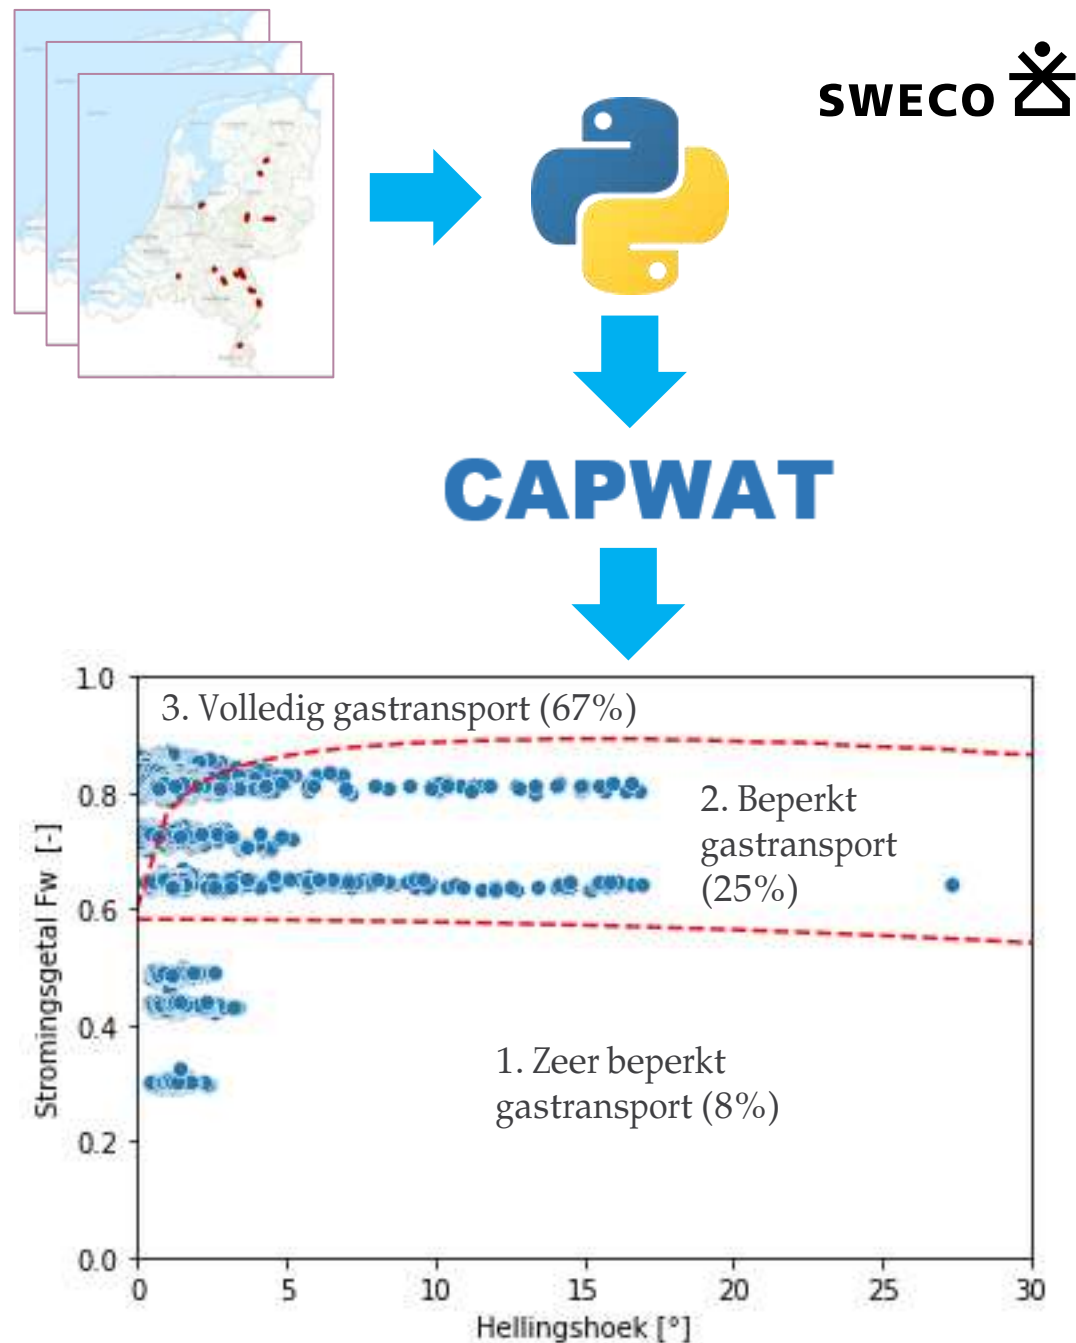 SWECO
CAPWAT
1.0
3. Volledig gastransport (67%)
0.8
2. Beperkt
gastransport
(25%)
0.6
Stromingsgetal Fw [-]
0.4
1. Zeer beperkt
gastransport (8%)
0.2
0.0
0 5 10 15 20 25 30
Hellingshoek [°]